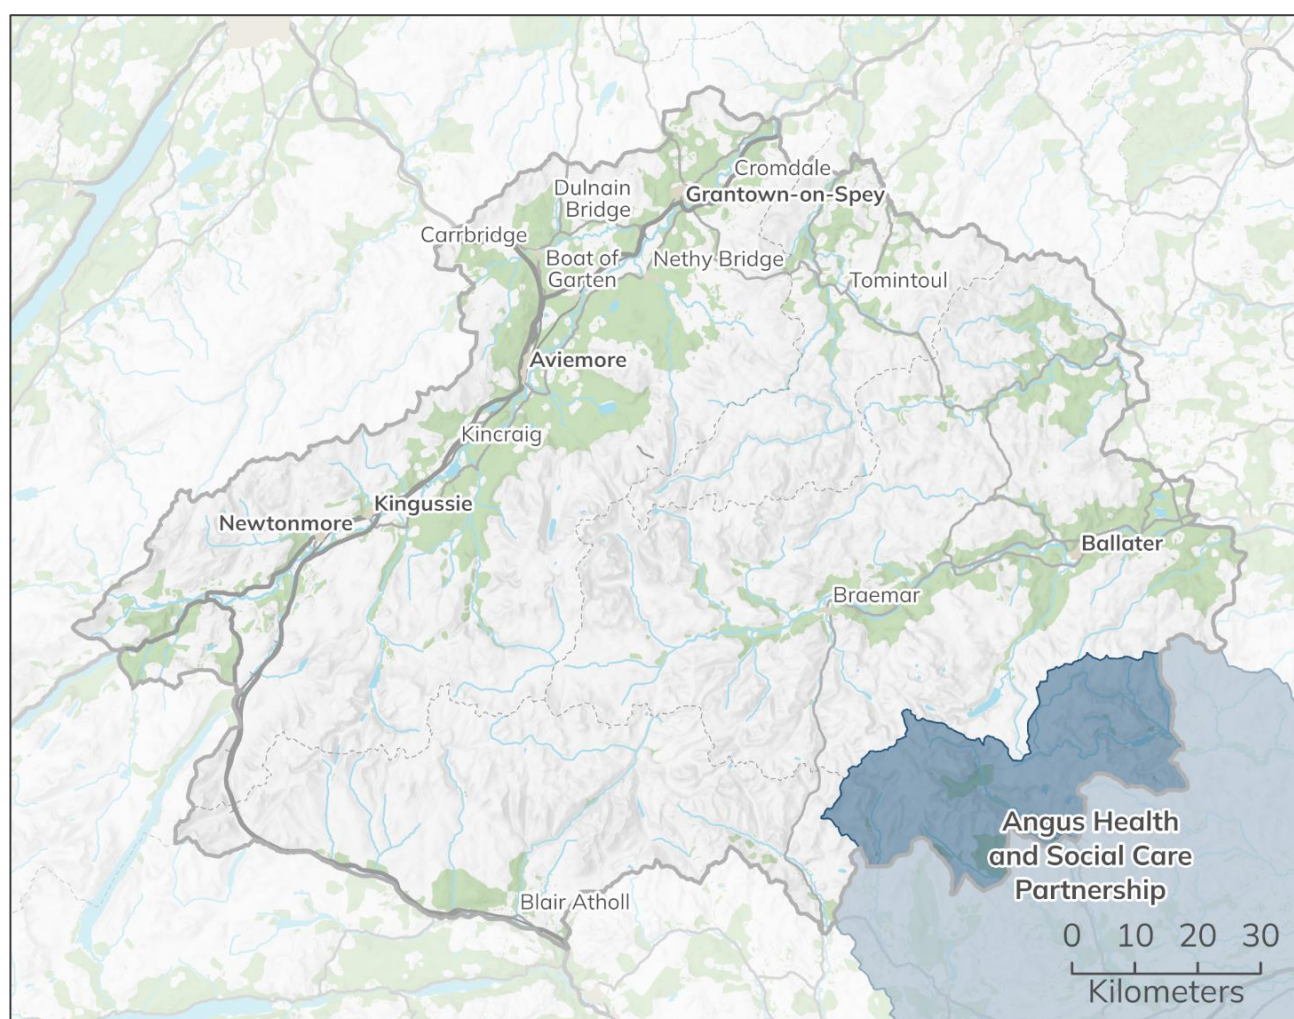 Cromdale
Dulnain
Bridge
Grantown-on-Spey
Carrbridge
Boat of
Garten
Nethy Bridge
Tomintoul
Aviemore
Kincraig
Kingussie
Newtonmore
Ballater
Braemar
Angus Health
and Social Care
Partnership
Blair Atholl
0 10 20 30
Kilometers